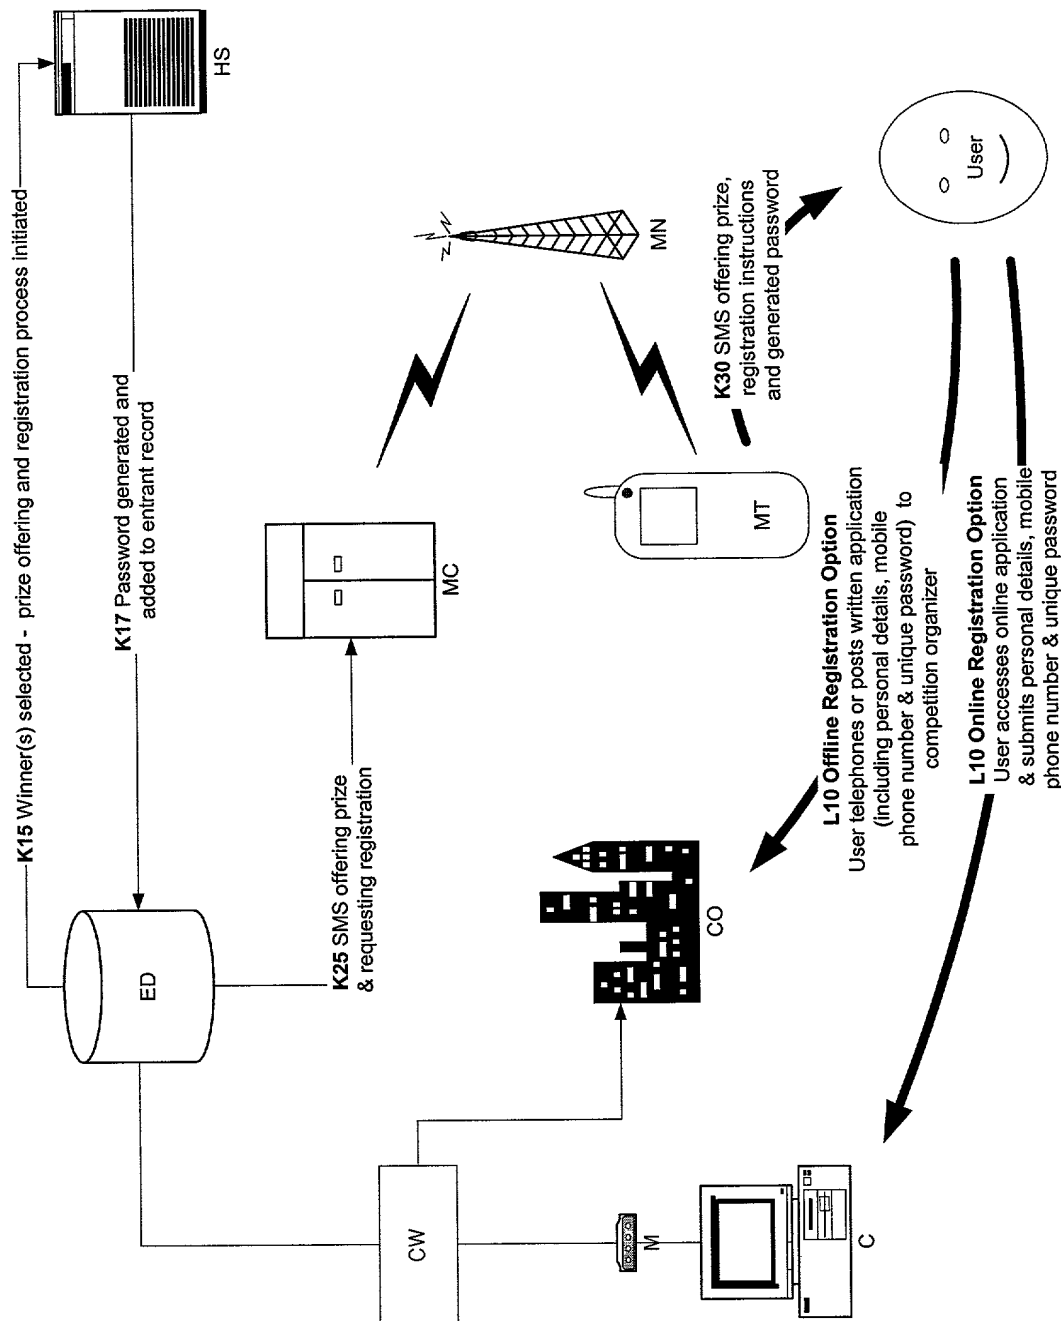 K15 Winner(s) selected - prize offering and registration process initiated
HS
K17 Password generated and
added to entrant record
ED
K25 SMS offering prize
& requesting registration
MC
MN
K30 SMS offering prize,
registration instructions
and generated password
MT
User
CW
M
C
CO
L10 Offline Registration Option
User telephones or posts written application
(including personal details, mobile
phone number & unique password) to
competition organizer
L10 Online Registration Option
User accesses online application
& submits personal details, mobile
phone number & unique password